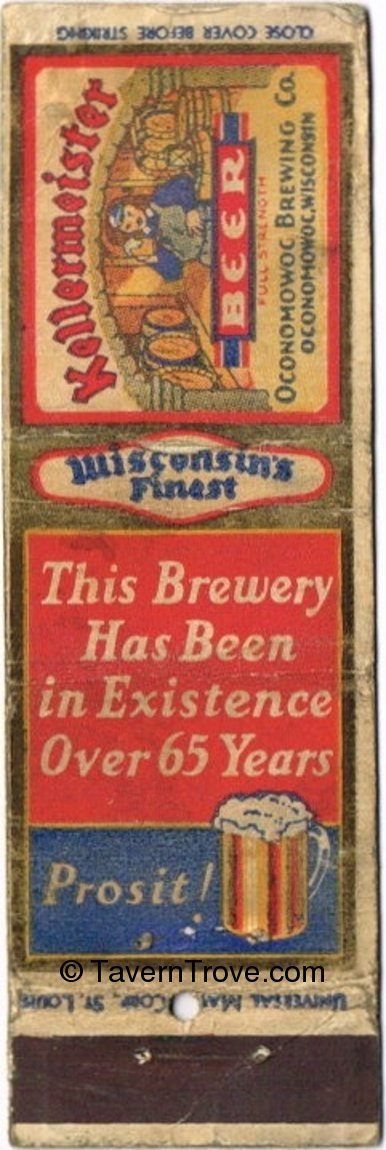 CLOSE COVER BEFORE STRIKING
Kellermeister
BEER
FULL STRENGTH
OCONOMOWOC BREWING Co.
OCONOMOWOC, WISCONSIN
Wisconsin's
Finest
This Brewery
Has Been
in Existence
Over 65 Years
Prosit!
© TavernTrove.com
UNIVERSAL MATCH CORP., ST. LOUIS